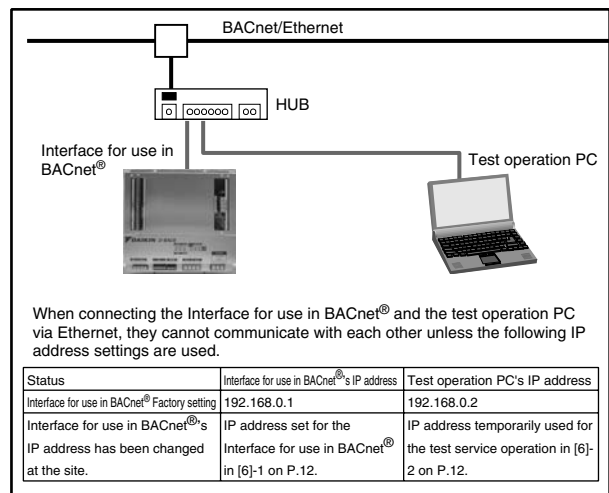 BACnet/Ethernet
HUB
Interface for use in
BACnet®
Test operation PC
DAIKIN
When connecting the Interface for use in BACnet® and the test operation PC
via Ethernet, they cannot communicate with each other unless the following IP
address settings are used.
Status
Interface for use in BACnet®'s IP address
Test operation PC's IP address
Interface for use in BACnet® Factory setting
192.168.0.1
192.168.0.2
Interface for use in BACnet®'s
IP address has been changed
at the site.
IP address set for the
Interface for use in BACnet®
in [6]-1 on P.12.
IP address temporarily used for
the test service operation in [6]-
2 on P.12.